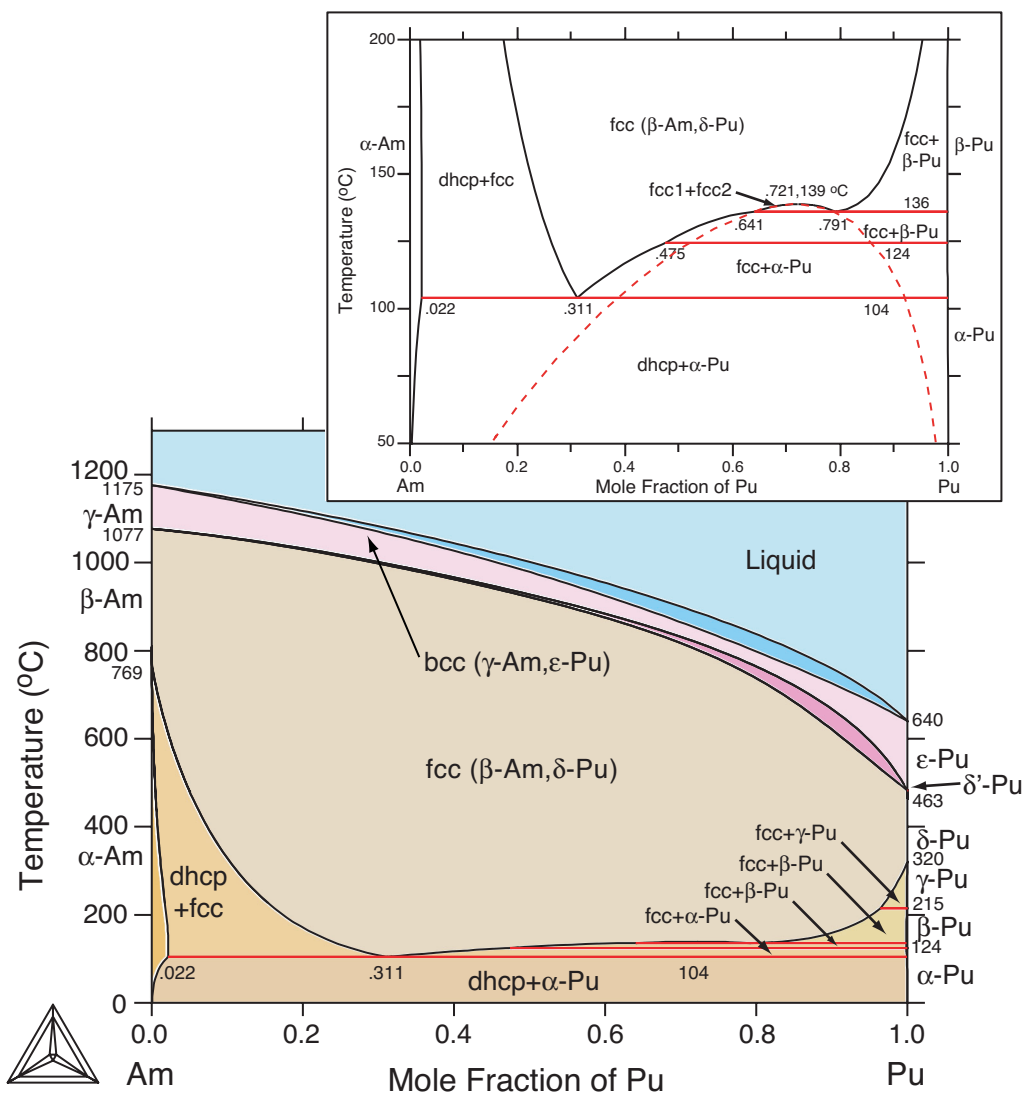 200
150
100
50
Temperature (ºC)
α-Am
dhcp+fcc
fcc (β-Am,δ-Pu)
fcc+
β-Pu
β-Pu
fcc1+fcc2
.721,139 ºC
136
.641
.791
fcc+β-Pu
.475
.124
fcc+α-Pu
.022
.311
104
α-Pu
dhcp+α-Pu
0.0
0.2
0.4
0.6
0.8
1.0
Am
Mole Fraction of Pu
Pu
1200
1175
γ-Am
1077
1000
β-Am
800
769
600
400
α-Am
200
0
Temperature (ºC)
Liquid
bcc (γ-Am,ε-Pu)
fcc (β-Am,δ-Pu)
640
ε-Pu
δ'-Pu
463
fcc+γ-Pu
δ-Pu
fcc+β-Pu
320
dhcp
+fcc
fcc+β-Pu
γ-Pu
fcc+α-Pu
215
β-Pu
124
.022
.311
104
dhcp+α-Pu
α-Pu
0.0
0.2
0.4
0.6
0.8
1.0
Am
Mole Fraction of Pu
Pu